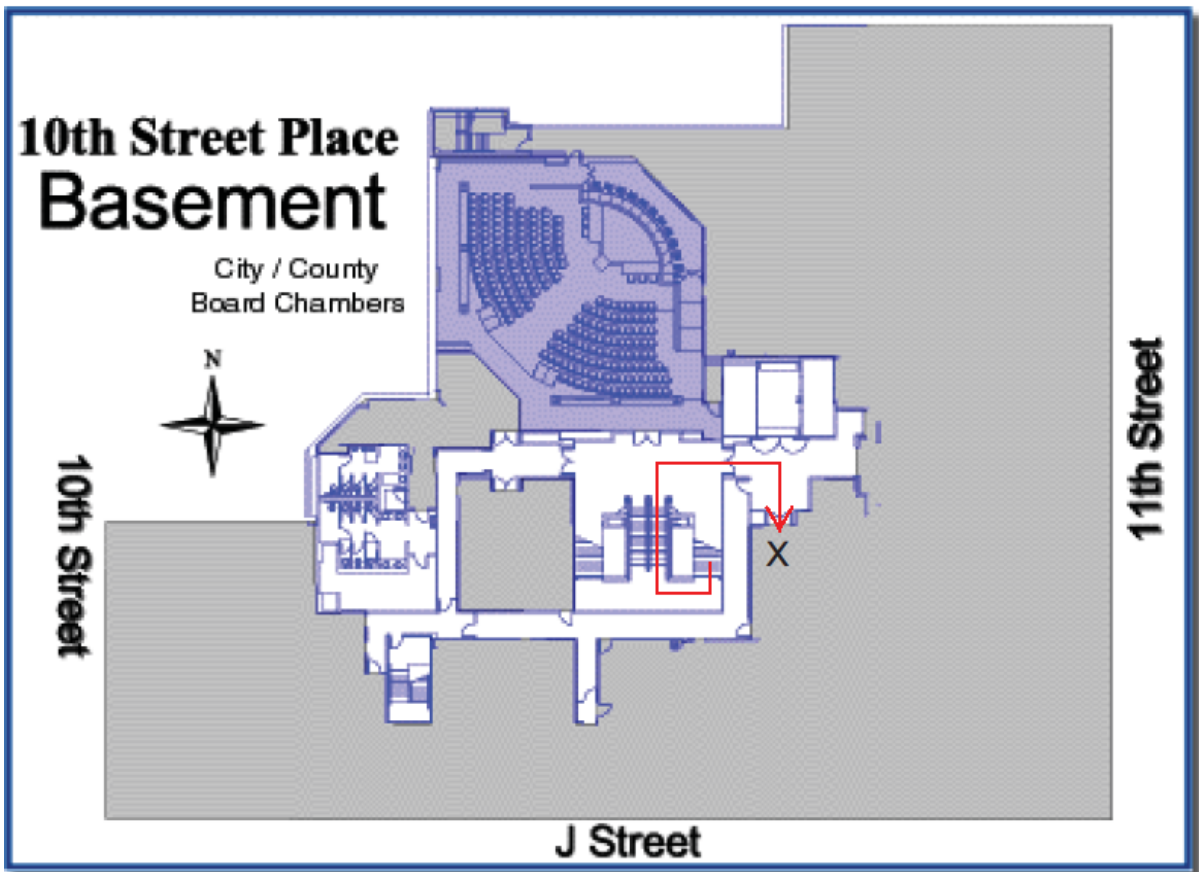 10th Street Place
Basement
City / County
Board Chambers
N
10th Street
11th Street
X
J Street